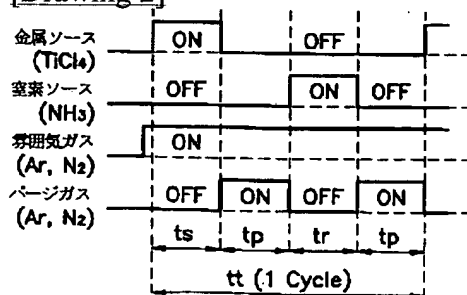 [Drawing 2]
金属ソース ON OFF
(TiCl4)
窒素ソース OFF ON OFF
(NH3)
雰囲気ガス ON
(Ar, N2)
パージガス OFF ON OFF ON
(Ar, N2)
ts tp tr tp
tt (1 Cycle)